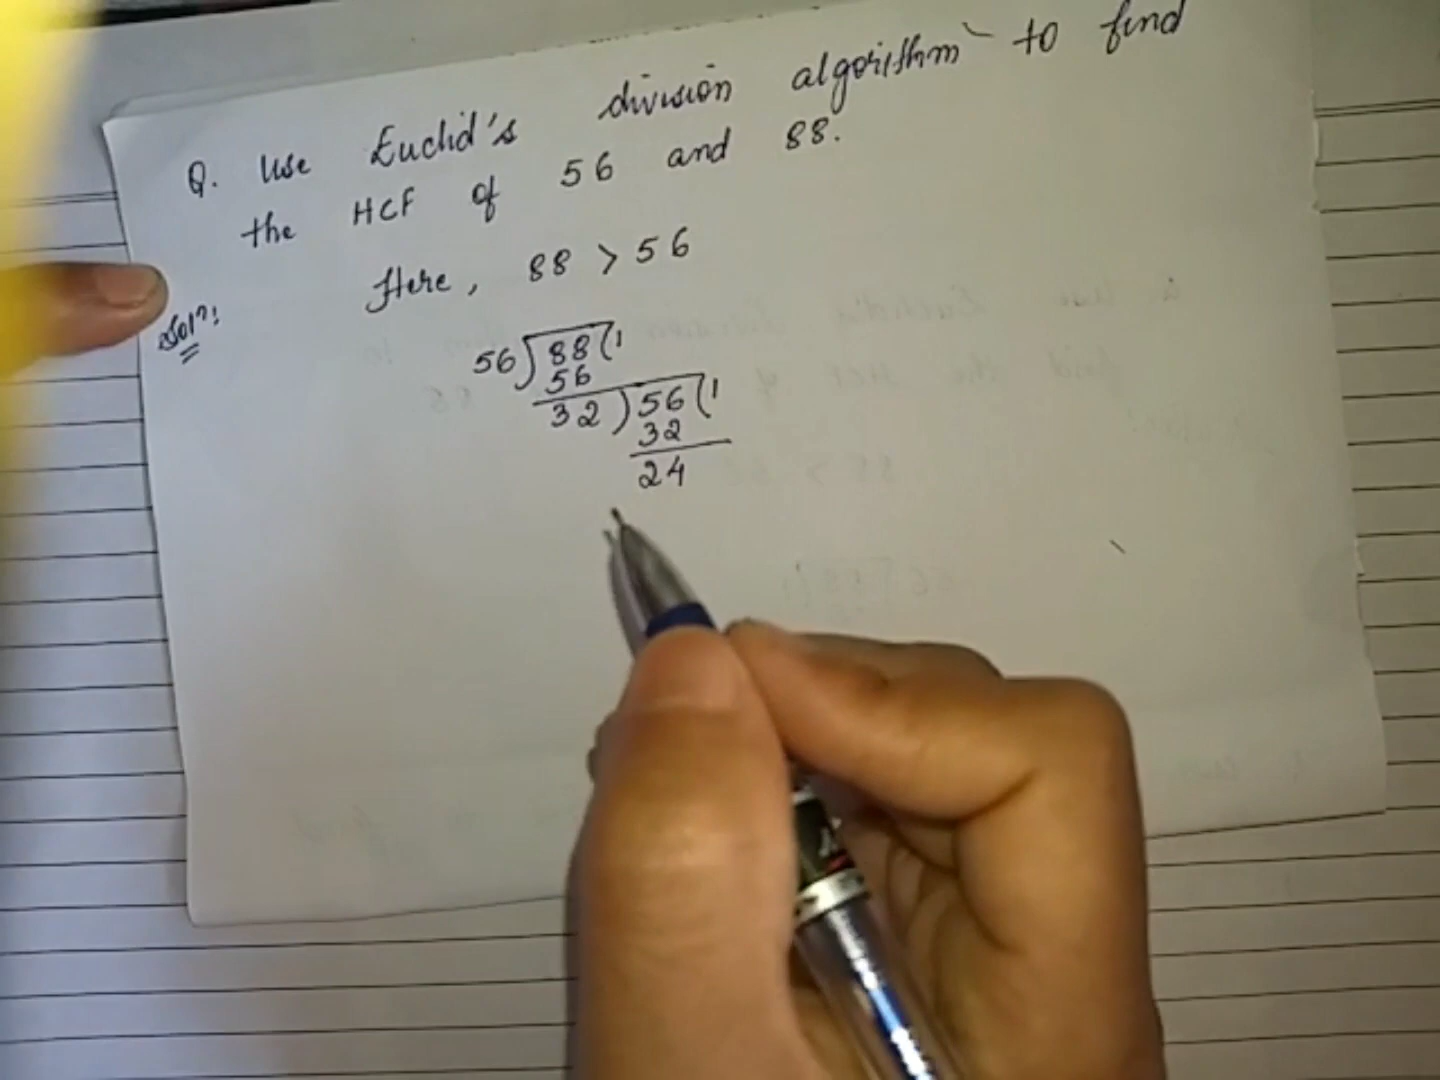 Q. Use Euclid's division algorithm to find
the HCF of 56 and 88.
Solⁿ:
Here, 88 > 56
56 ) 88 ( 1
56
32 ) 56 ( 1
32
24